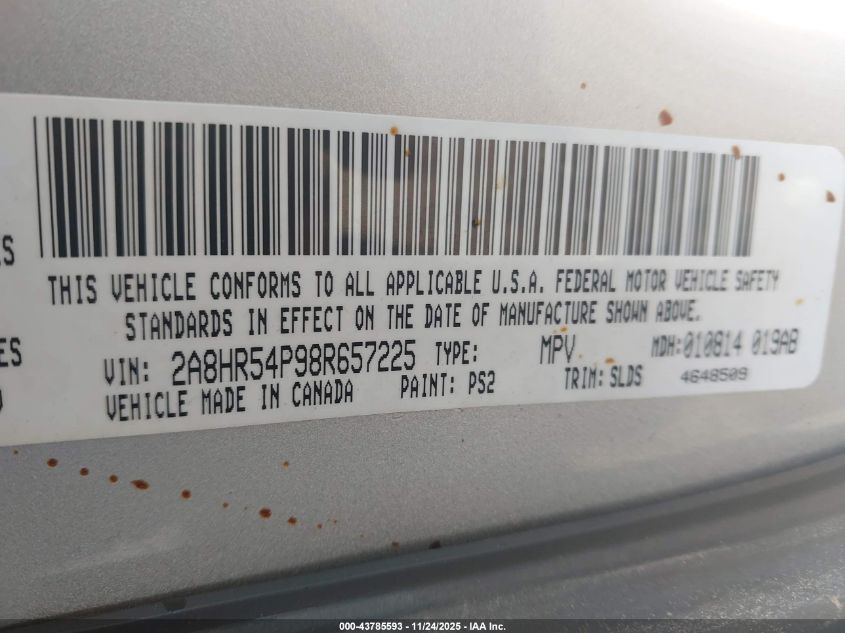 THIS VEHICLE CONFORMS TO ALL APPLICABLE U.S.A. FEDERAL MOTOR VEHICLE SAFETY
STANDARDS IN EFFECT ON THE DATE OF MANUFACTURE SHOWN ABOVE.
ES
VIN: 2A8HR54P98R657225 TYPE: MPV MDH: 010814 019AB
VEHICLE MADE IN CANADA PAINT: PS2 TRIM: SLDS 4648509
000-43785593 - 11/24/2025 - IAA Inc.